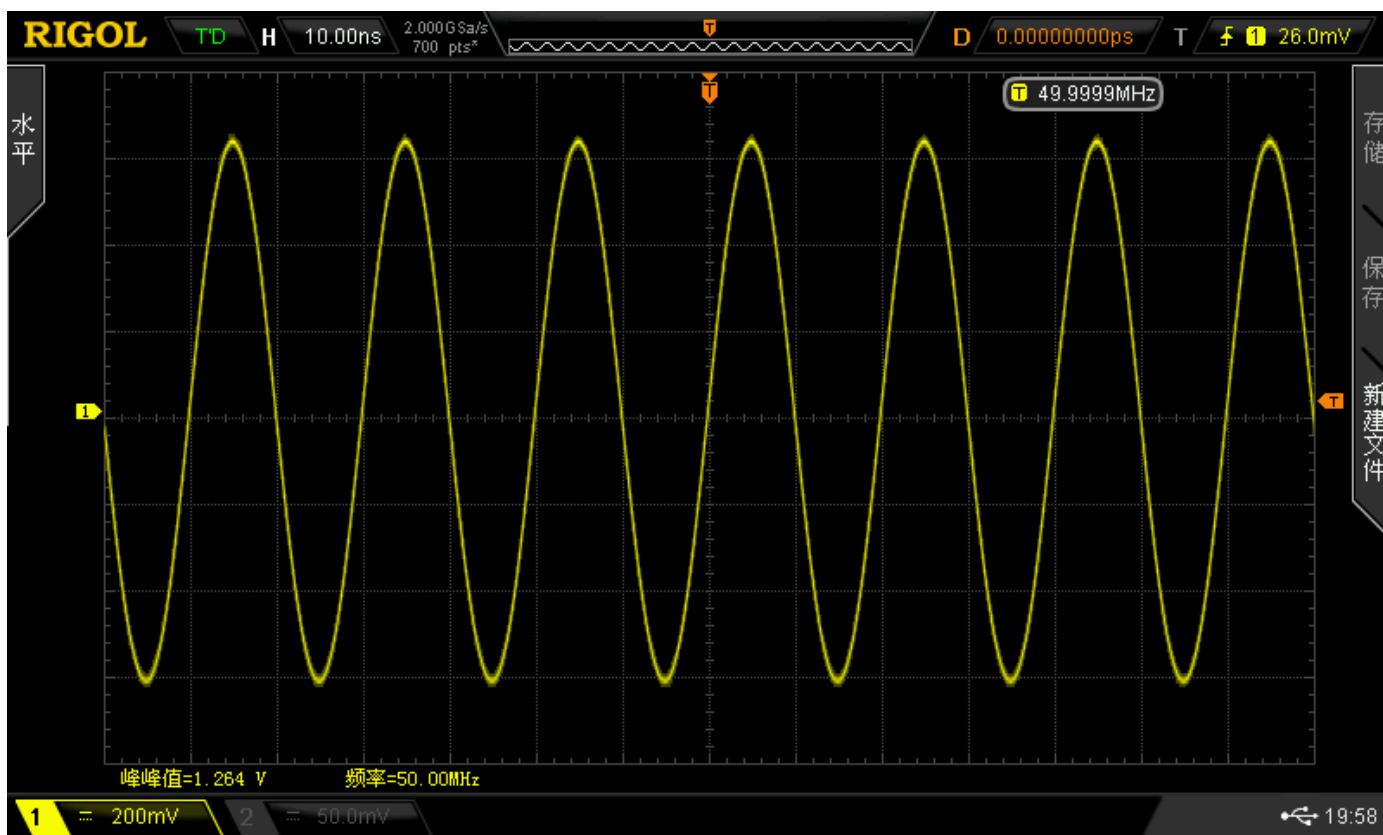 RIGOL T'D H 10.00ns 2.000GSa/s 700 pts* T D 0.00000000ps T 1 26.0mV
T 49.9999MHz
水平
存储
保存
新建文件
1
T
峰峰值=1.264 V 频率=50.00MHz
1 200mV 2 50.0mV 19:58